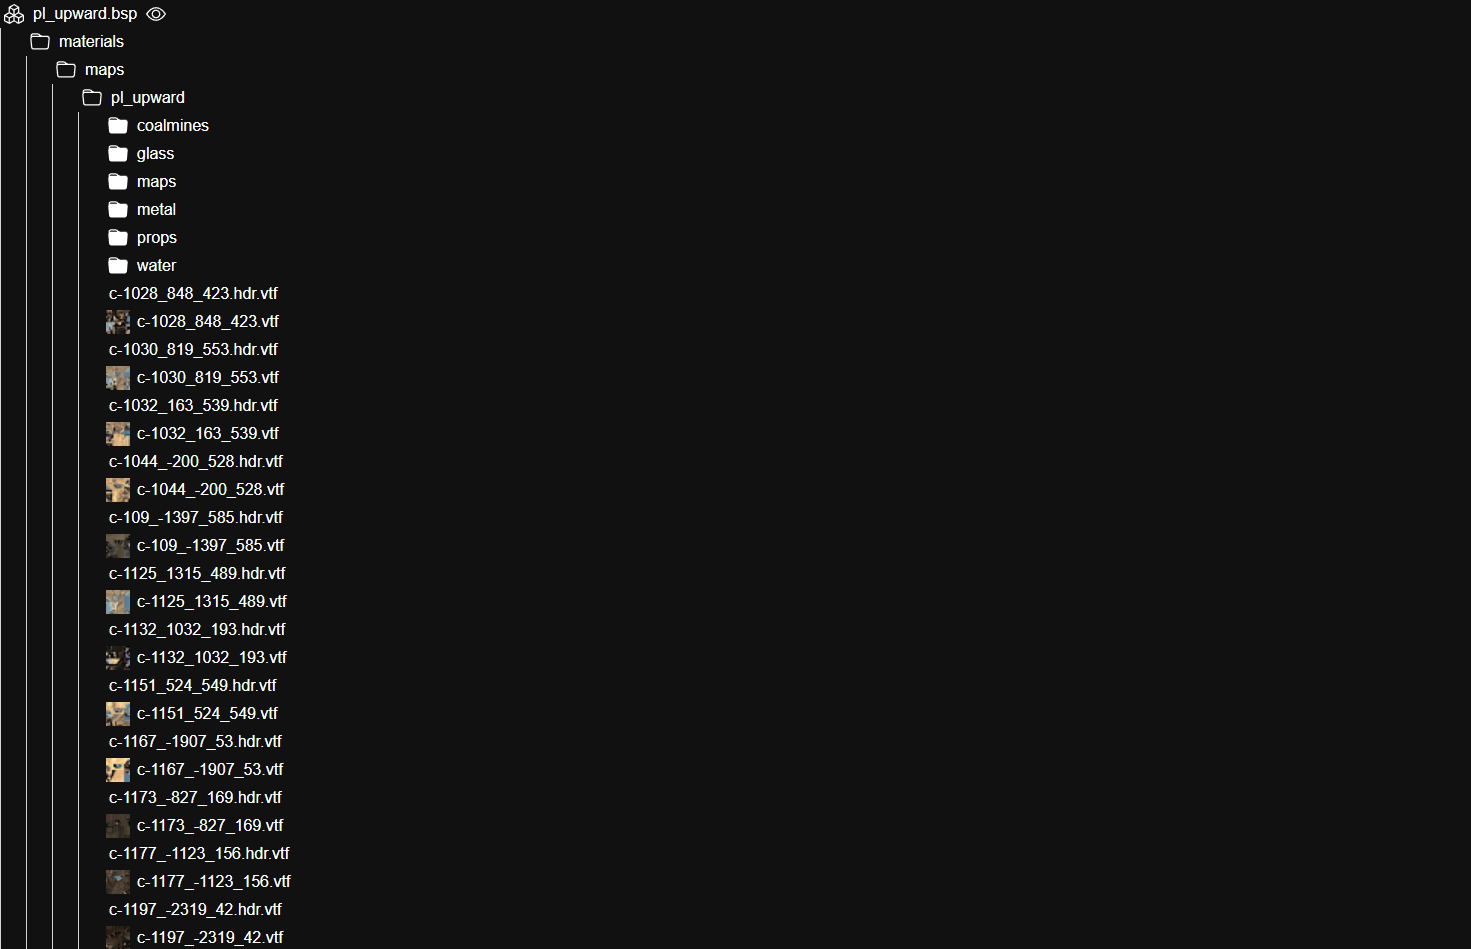 pl_upward.bsp
materials
maps
pl_upward
coalmines
glass
maps
metal
props
water
c-1028_848_423.hdr.vtf
c-1028_848_423.vtf
c-1030_819_553.hdr.vtf
c-1030_819_553.vtf
c-1032_163_539.hdr.vtf
c-1032_163_539.vtf
c-1044_-200_528.hdr.vtf
c-1044_-200_528.vtf
c-109_-1397_585.hdr.vtf
c-109_-1397_585.vtf
c-1125_1315_489.hdr.vtf
c-1125_1315_489.vtf
c-1132_1032_193.hdr.vtf
c-1132_1032_193.vtf
c-1151_524_549.hdr.vtf
c-1151_524_549.vtf
c-1167_-1907_53.hdr.vtf
c-1167_-1907_53.vtf
c-1173_-827_169.hdr.vtf
c-1173_-827_169.vtf
c-1177_-1123_156.hdr.vtf
c-1177_-1123_156.vtf
c-1197_-2319_42.hdr.vtf
c-1197_-2319_42.vtf